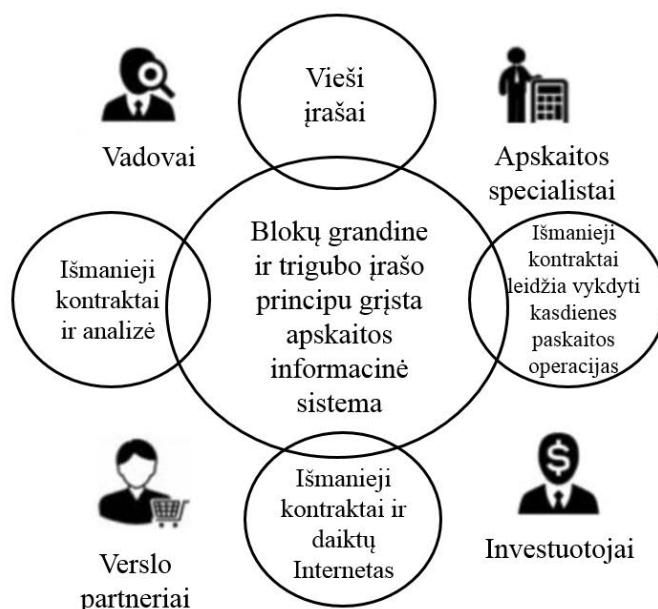 Vieši
įrašai
Vadovai
Apskaitos
specialistai
Blokų grandine
ir trigubo įrašo
principu grįsta
apskaitos
informacinė
sistema
Išmanieji
kontraktai
ir analizė
Išmanieji
kontraktai
leidžia vykdyti
kasdienes
paskaitos
operacijas
Išmanieji
kontraktai ir
daiktų
Internetas
Verslo
partneriai
Investuotojai
$